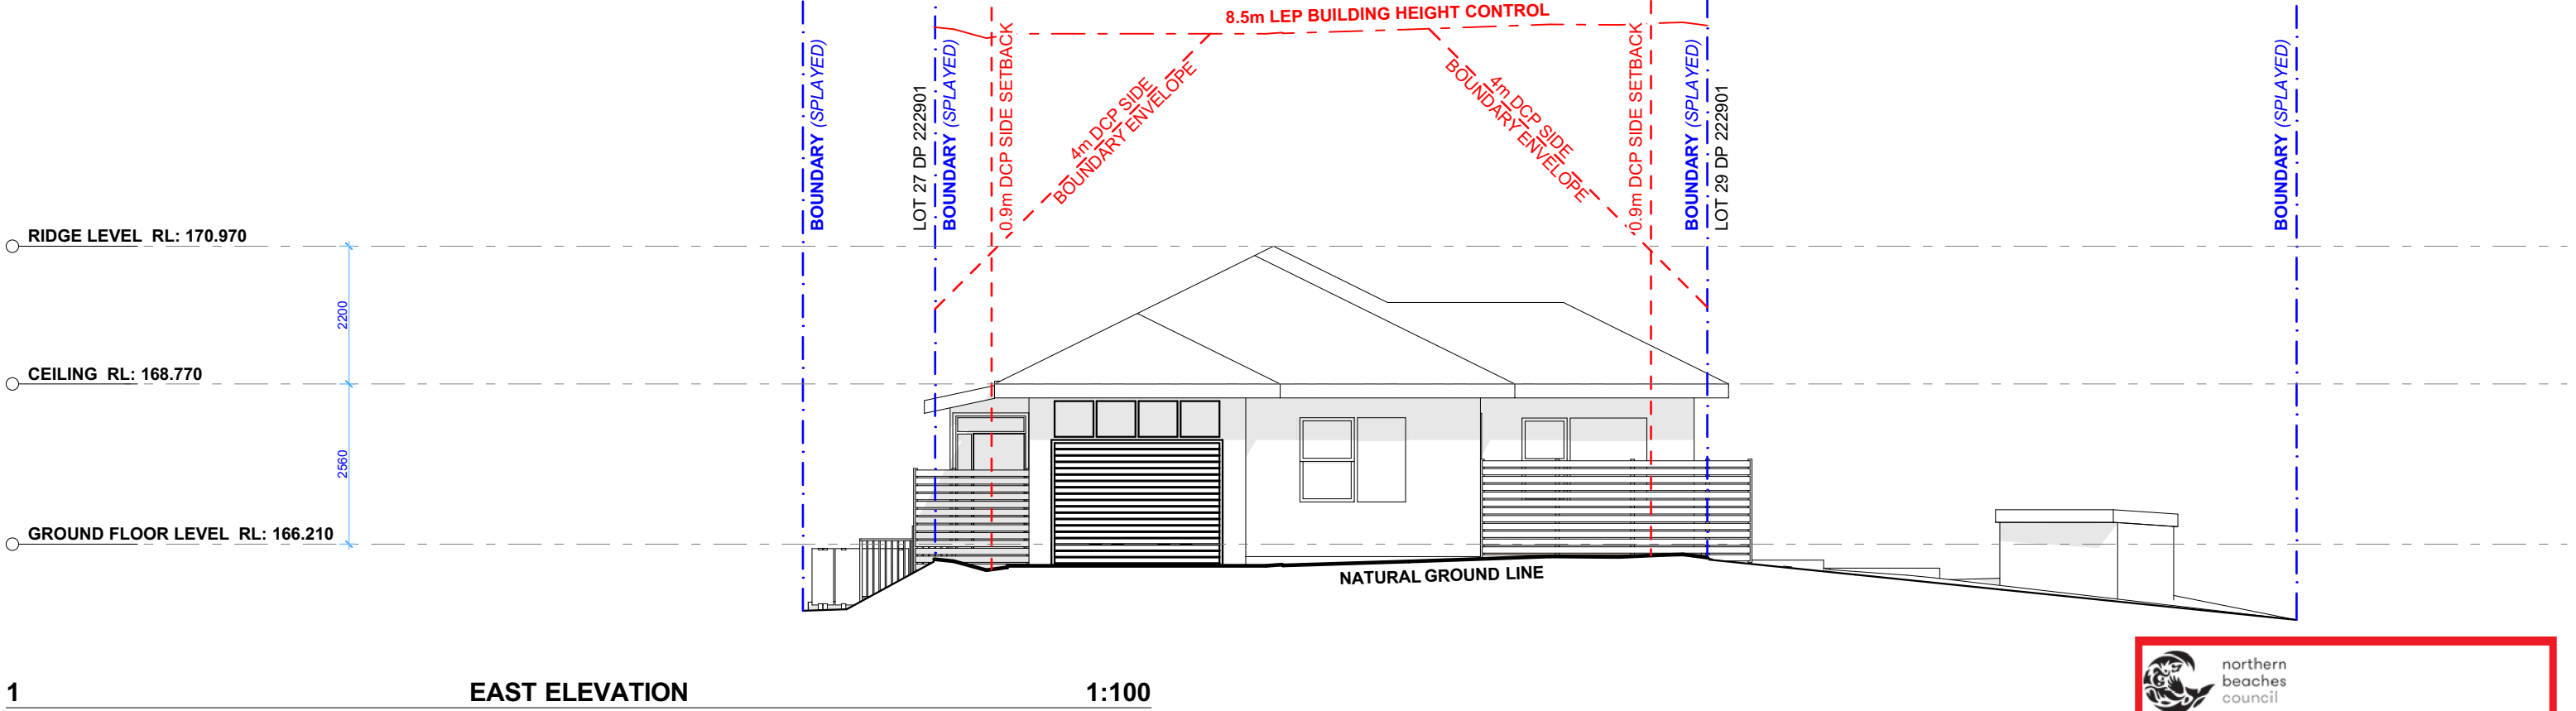 8.5m LEP BUILDING HEIGHT CONTROL
BOUNDARY (SPLAYED)
LOT 27 DP 222901
BOUNDARY (SPLAYED)
0.9m DCP SIDE SETBACK
4m DCP SIDE
BOUNDARY ENVELOPE
4m DCP SIDE
BOUNDARY ENVELOPE
0.9m DCP SIDE SETBACK
BOUNDARY (SPLAYED)
LOT 29 DP 222901
BOUNDARY (SPLAYED)
RIDGE LEVEL RL: 170.970
2200
CEILING RL: 168.770
2560
GROUND FLOOR LEVEL RL: 166.210
NATURAL GROUND LINE
1 EAST ELEVATION 1:100
northern
beaches
council